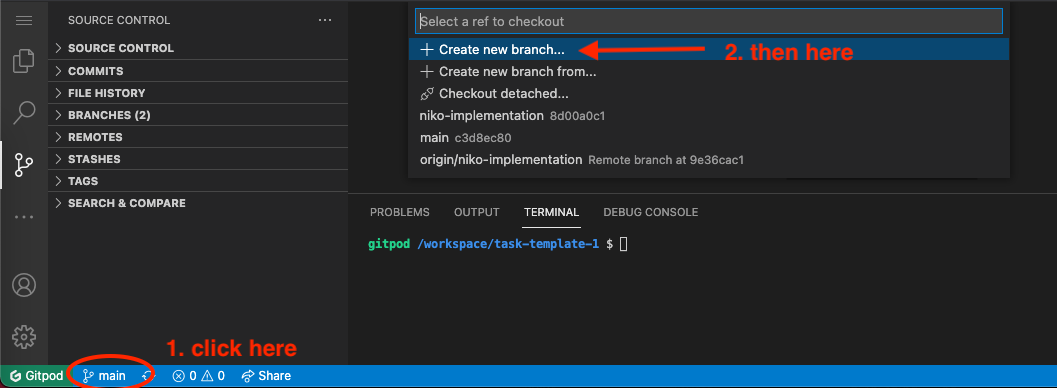 SOURCE CONTROL
SOURCE CONTROL
COMMITS
FILE HISTORY
BRANCHES (2)
REMOTES
STASHES
TAGS
SEARCH & COMPARE
Select a ref to checkout
Create new branch...
2. then here
Create new branch from...
Checkout detached...
niko-implementation 8d00a0c1
main c3d8ec80
origin/niko-implementation Remote branch at 9e36cac1
PROBLEMS OUTPUT TERMINAL DEBUG CONSOLE
gitpod /workspace/task-template-1 $
1. click here
Gitpod main 0 0 Share